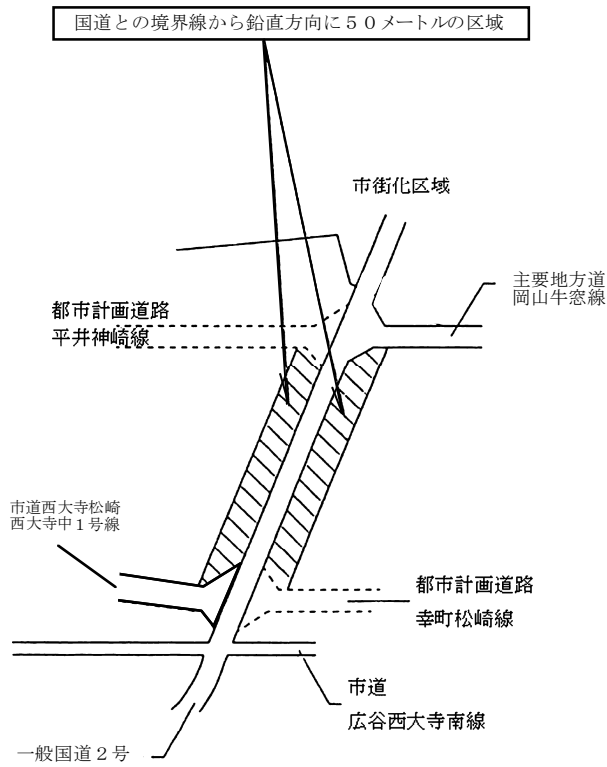 国道との境界線から鉛直方向に５０メートルの区域
市街化区域
主要地方道
岡山牛窓線
都市計画道路
平井神崎線
市道西大寺松崎
西大寺中１号線
都市計画道路
幸町松崎線
市道
広谷西大寺南線
一般国道２号